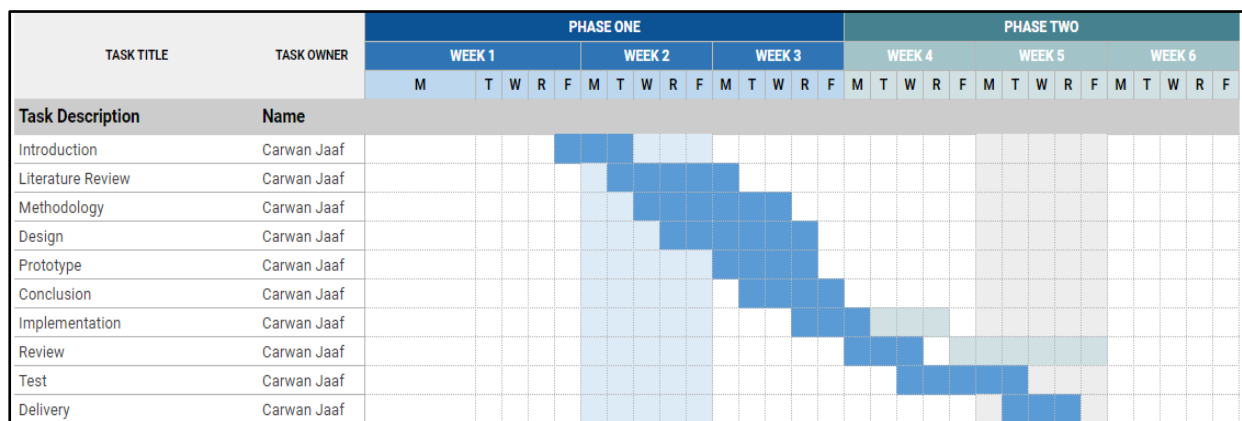 PHASE ONE PHASE TWO
TASK TITLE TASK OWNER WEEK 1 WEEK 2 WEEK 3 WEEK 4 WEEK 5 WEEK 6
M T W R F M T W R F M T W R F M T W R F M T W R F M T W R F
Task Description Name
Introduction Carwan Jaaf
Literature Review Carwan Jaaf
Methodology Carwan Jaaf
Design Carwan Jaaf
Prototype Carwan Jaaf
Conclusion Carwan Jaaf
Implementation Carwan Jaaf
Review Carwan Jaaf
Test Carwan Jaaf
Delivery Carwan Jaaf